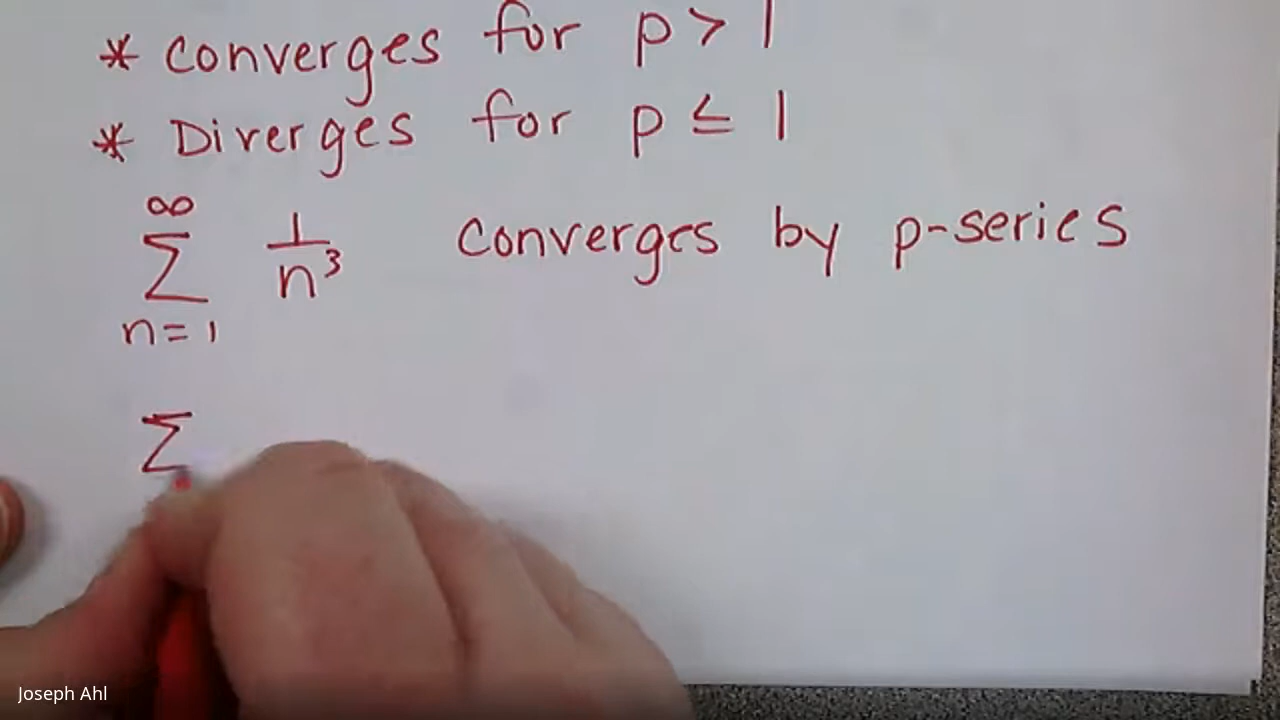 * Converges for p > 1
* Diverges for p ≤ 1
∞
∑ 1/n³ converges by p-series
n=1
∑
Joseph Ahl